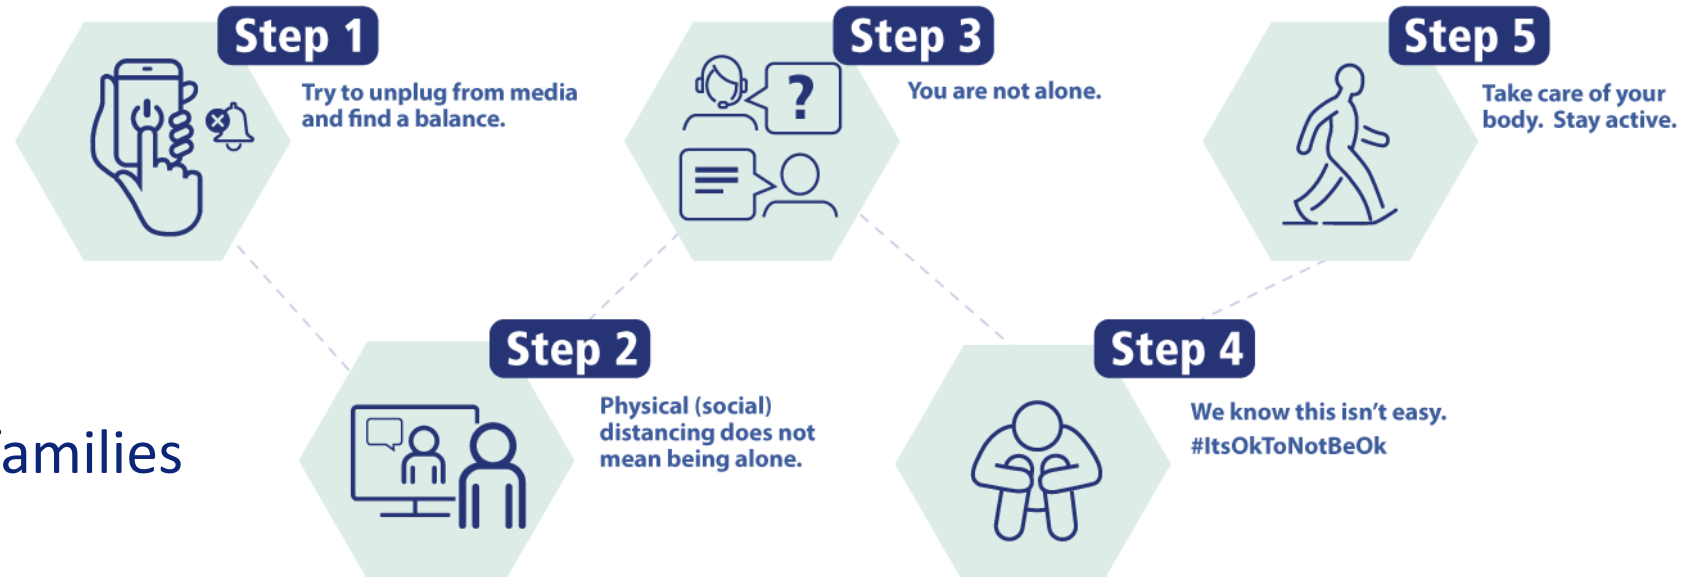 Step 1
Try to unplug from media
and find a balance.
Step 2
Physical (social)
distancing does not
mean being alone.
Step 3
?
You are not alone.
Step 4
We know this isn't easy.
#ItsOkToNotBeOk
Step 5
Take care of your
body.  Stay active.
families